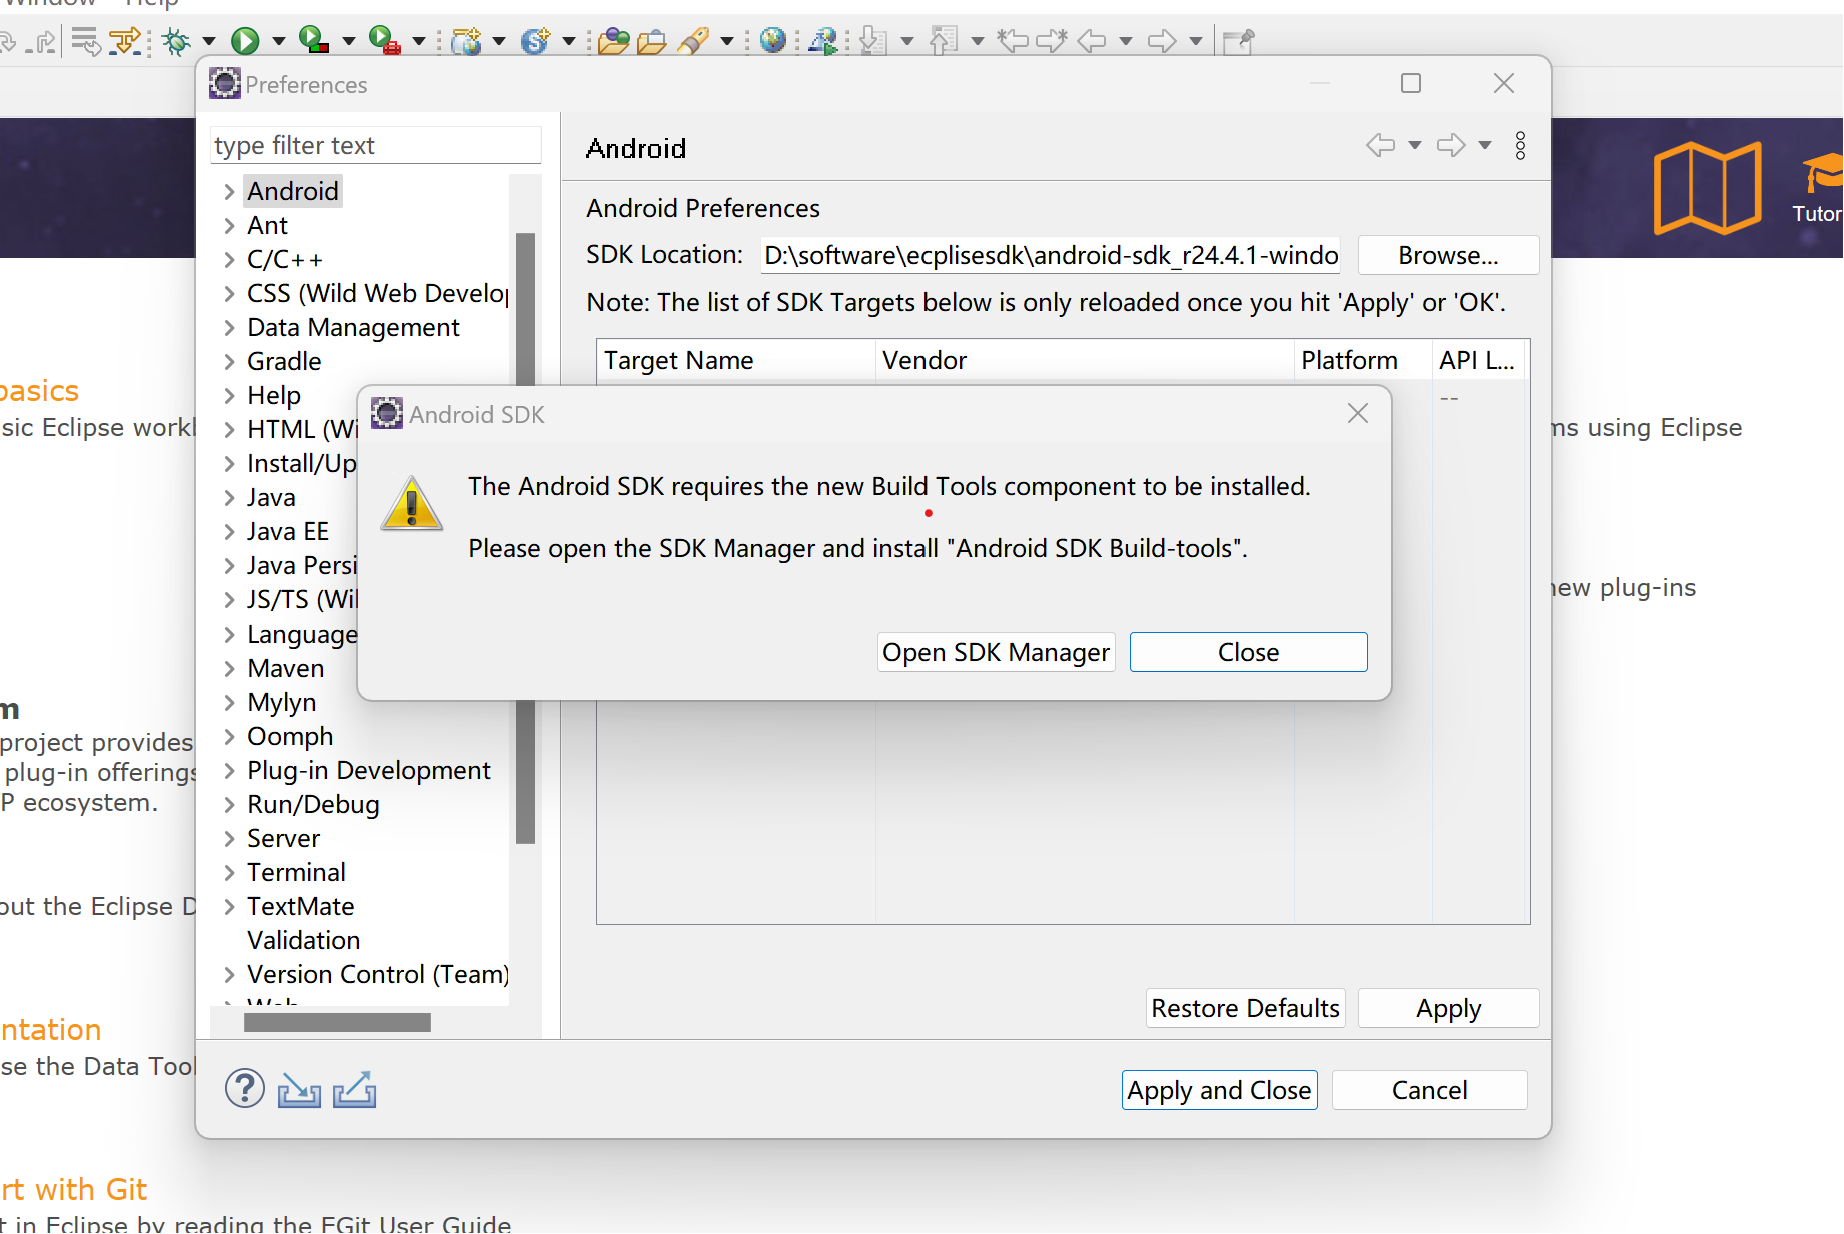 Window Help
Preferences
type filter text
Android
Ant
C/C++
CSS (Wild Web Develop
Data Management
Gradle
Help
HTML (Wi
Install/Up
Java
Java EE
Java Persi
JS/TS (Wil
Language
Maven
Mylyn
Oomph
Plug-in Development
Run/Debug
Server
Terminal
TextMate
Validation
Version Control (Team)
Web
Android
Android Preferences
SDK Location: D:\software\ecplisesdk\android-sdk_r24.4.1-windo Browse...
Note: The list of SDK Targets below is only reloaded once you hit 'Apply' or 'OK'.
Target Name Vendor Platform API L...
--
Android SDK
The Android SDK requires the new Build Tools component to be installed.
Please open the SDK Manager and install "Android SDK Build-tools".
Open SDK Manager Close
Restore Defaults Apply
Apply and Close Cancel
Tutor
basics
sic Eclipse work
ms using Eclipse
new plug-ins
m
project provides
plug-in offerings
P ecosystem.
out the Eclipse D
ntation
se the Data Tool
rt with Git
t in Eclipse by reading the EGit User Guide